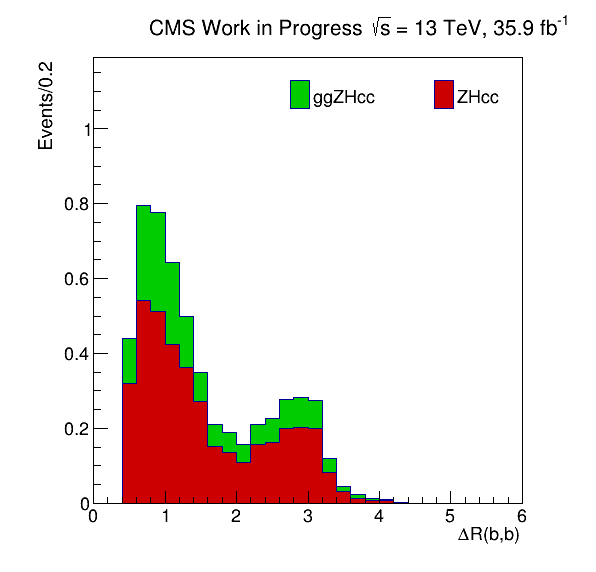 CMS Work in Progress √s = 13 TeV, 35.9 fb⁻¹
Events/0.2
ggZHcc ZHcc
1
0.8
0.6
0.4
0.2
0
0 1 2 3 4 5 6
ΔR(b,b)